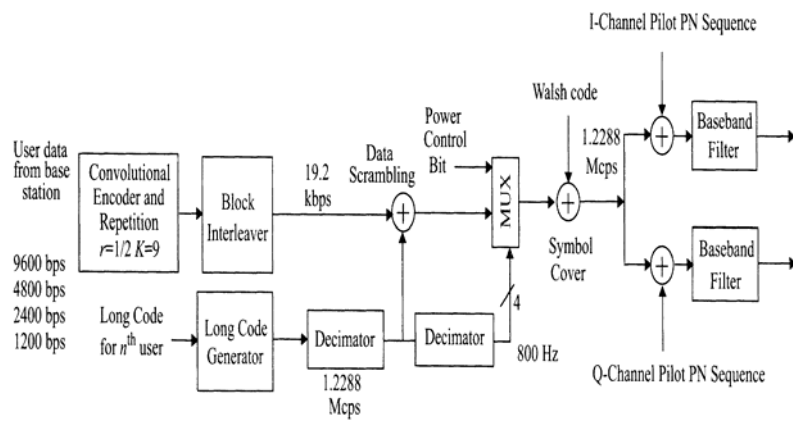 I-Channel Pilot PN Sequence
Walsh code
Power
Control
Bit
1.2288
Mcps
Baseband
Filter
User data
from base
station
Convolutional
Encoder and
Repetition
r=1/2 K=9
Block
Interleaver
19.2
kbps
Data
Scrambling
MUX
Symbol
Cover
Baseband
Filter
9600 bps
4800 bps
2400 bps
1200 bps
Long Code
for nth user
Long Code
Generator
Decimator
1.2288
Mcps
Decimator
4
800 Hz
Q-Channel Pilot PN Sequence